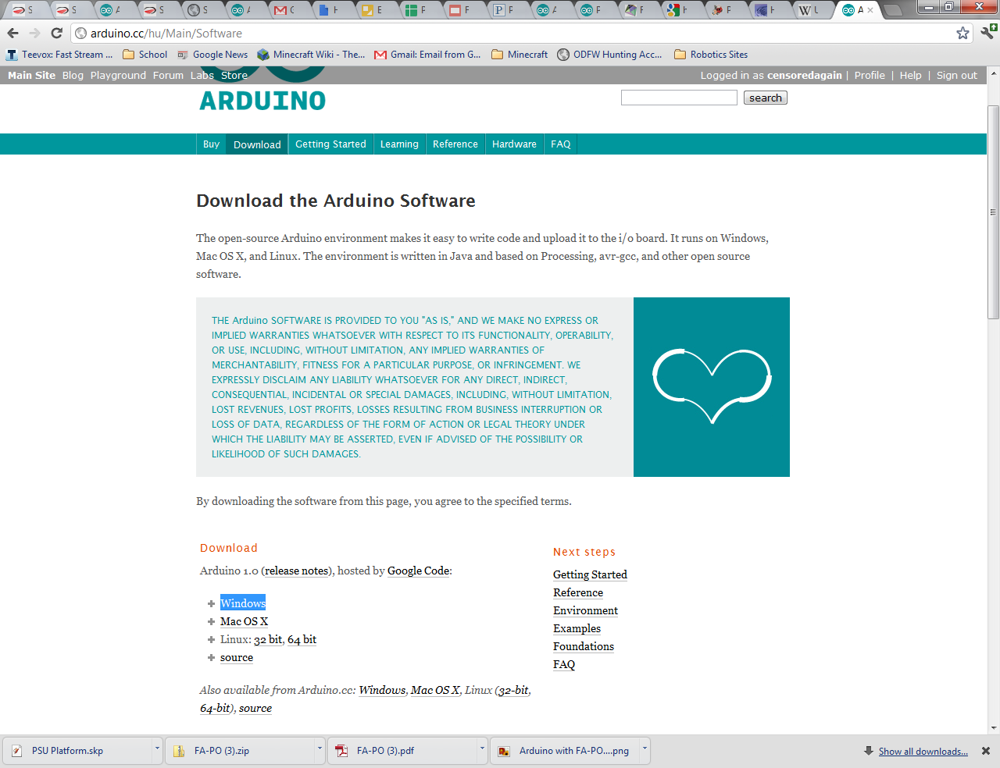 S
S
A
S
S
A
C
H
E
F
F
P
A
F
F
H
F
H
U
A
arduino.cc/hu/Main/Software
Teevox: Fast Stream ...
School
Google News
Minecraft Wiki - The...
Gmail: Email from G...
Minecraft
ODFW Hunting Acc...
Robotics Sites
Main Site Blog Playground Forum Labs Store
Logged in as censoredagain | Profile | Help | Sign out
ARDUINO
search
Buy Download Getting Started Learning Reference Hardware FAQ
Download the Arduino Software
The open-source Arduino environment makes it easy to write code and upload it to the i/o board. It runs on Windows,
Mac OS X, and Linux. The environment is written in Java and based on Processing, avr-gcc, and other open source
software.
THE Arduino SOFTWARE IS PROVIDED TO YOU "AS IS," AND WE MAKE NO EXPRESS OR
IMPLIED WARRANTIES WHATSOEVER WITH RESPECT TO ITS FUNCTIONALITY, OPERABILITY,
OR USE, INCLUDING, WITHOUT LIMITATION, ANY IMPLIED WARRANTIES OF
MERCHANTABILITY, FITNESS FOR A PARTICULAR PURPOSE, OR INFRINGEMENT. WE
EXPRESSLY DISCLAIM ANY LIABILITY WHATSOEVER FOR ANY DIRECT, INDIRECT,
CONSEQUENTIAL, INCIDENTAL OR SPECIAL DAMAGES, INCLUDING, WITHOUT LIMITATION,
LOST REVENUES, LOST PROFITS, LOSSES RESULTING FROM BUSINESS INTERRUPTION OR
LOSS OF DATA, REGARDLESS OF THE FORM OF ACTION OR LEGAL THEORY UNDER
WHICH THE LIABILITY MAY BE ASSERTED, EVEN IF ADVISED OF THE POSSIBILITY OR
LIKELIHOOD OF SUCH DAMAGES.
By downloading the software from this page, you agree to the specified terms.
Download
Arduino 1.0 (release notes), hosted by Google Code:
Windows
Mac OS X
Linux: 32 bit, 64 bit
source
Also available from Arduino.cc: Windows, Mac OS X, Linux (32-bit,
64-bit), source
Next steps
Getting Started
Reference
Environment
Examples
Foundations
FAQ
PSU Platform.skp
FA-PO (3).zip
FA-PO (3).pdf
Arduino with FA-PO....png
Show all downloads...